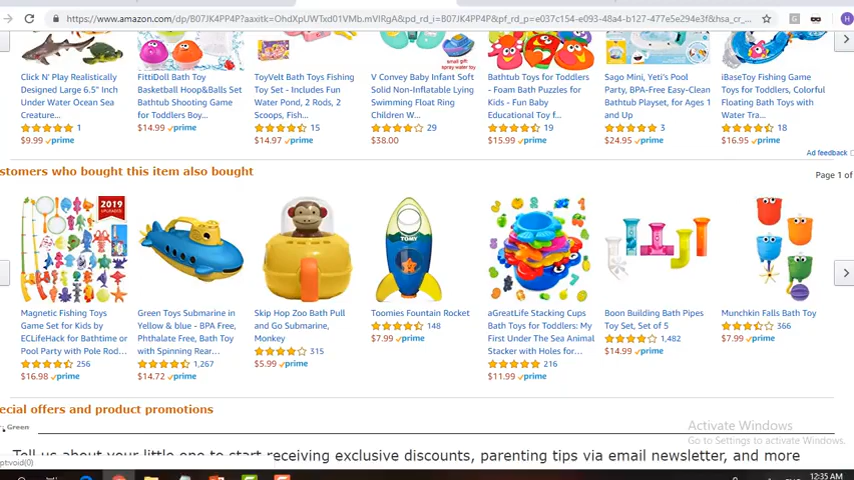 https://www.amazon.com/dp/B07JK4PP4P?aaxitk=OhdXpUWTxd01VMb.mVIRgA&pd_rd_i=B07JK4PP4P&pf_rd_p=e037c154-e093-48a4-b127-477e5e294e3f&hsa_cr_...
small gift
spray water toy
Click N' Play Realistically
Designed Large 6.5" Inch
Under Water Ocean Sea
Creature...
1
$9.99 prime
FittiDoll Bath Toy
Basketball Hoop&Balls Set
Bathtub Shooting Game
for Toddlers Boy...
$14.99 prime
ToyVelt Bath Toys Fishing
Toy Set - Includes Fun
Water Pond, 2 Rods, 2
Scoops, Fish...
15
$14.97 prime
V Convey Baby Infant Soft
Solid Non-Inflatable Lying
Swimming Float Ring
Children W...
29
$38.00
Bathtub Toys for Toddlers
- Foam Bath Puzzles for
Kids - Fun Baby
Educational Toy f...
19
$15.99 prime
Sago Mini, Yeti's Pool
Party, BPA-Free Easy-Clean
Bathtub Playset, for Ages 1
and Up
3
$24.95 prime
iBaseToy Fishing Game
Toys for Toddlers, Colorful
Floating Bath Toys with
Water Tra...
18
$16.95 prime
Ad feedback
stomers who bought this item also bought
Page 1 of
2019
UPGRADED!
TOMY
Magnetic Fishing Toys
Game Set for Kids by
ECLifeHack for Bathtime or
Pool Party with Pole Rod...
256
$16.98 prime
Green Toys Submarine in
Yellow & blue - BPA Free,
Phthalate Free, Bath Toy
with Spinning Rear...
1,267
$14.72 prime
Skip Hop Zoo Bath Pull
and Go Submarine,
Monkey
315
$5.99 prime
Toomies Fountain Rocket
148
$7.99 prime
aGreatLife Stacking Cups
Bath Toys for Toddlers: My
First Under The Sea Animal
Stacker with Holes for...
216
$11.99 prime
Boon Building Bath Pipes
Toy Set, Set of 5
1,482
$14.99 prime
Munchkin Falls Bath Toy
366
$7.99 prime
ecial offers and product promotions
: Green
Activate Windows
Go to Settings to activate Windows.
Tell us about your little one to start receiving exclusive discounts, parenting tips via email newsletter, and more
ptvoid(0)
12:35 AM